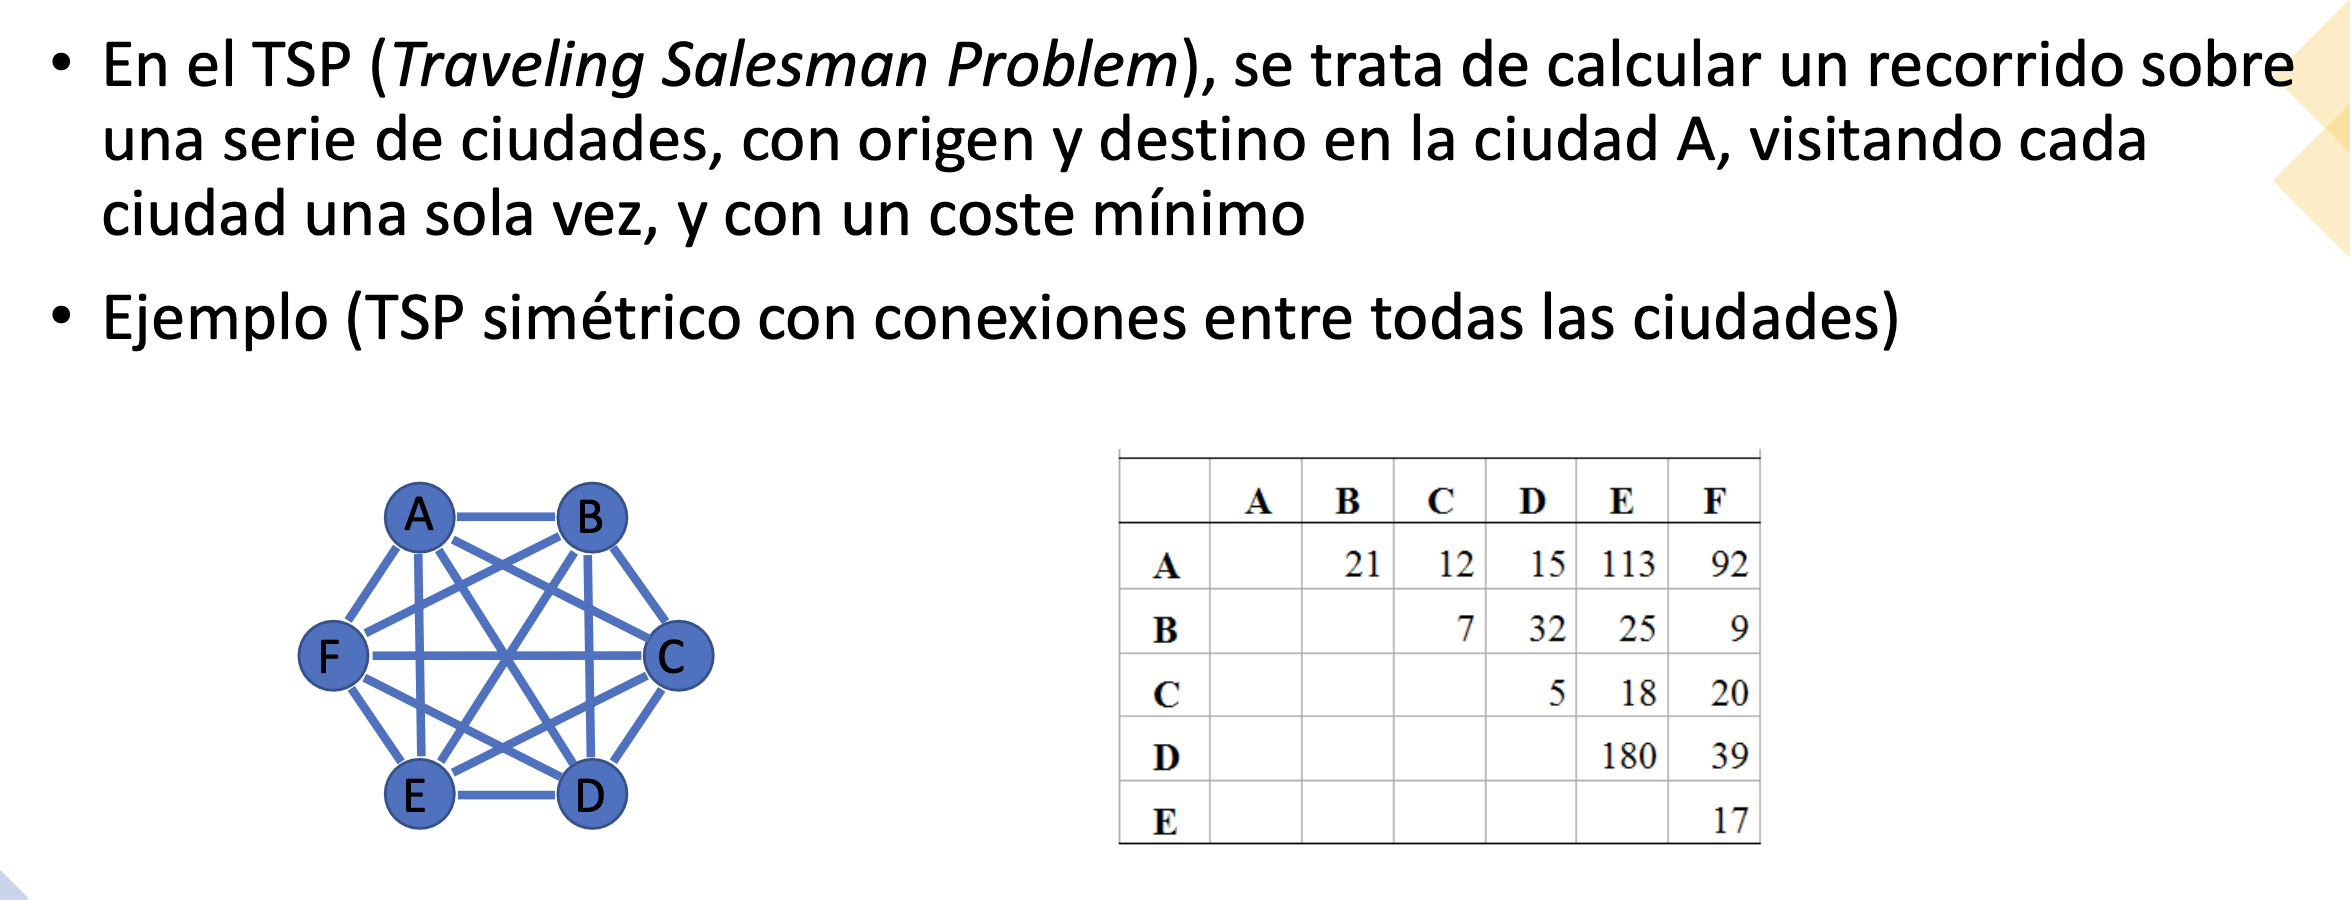 • En el TSP (Traveling Salesman Problem), se trata de calcular un recorrido sobre
una serie de ciudades, con origen y destino en la ciudad A, visitando cada
ciudad una sola vez, y con un coste mínimo
• Ejemplo (TSP simétrico con conexiones entre todas las ciudades)
A B
F C
E D
A B C D E F
A 21 12 15 113 92
B 7 32 25 9
C 5 18 20
D 180 39
E 17